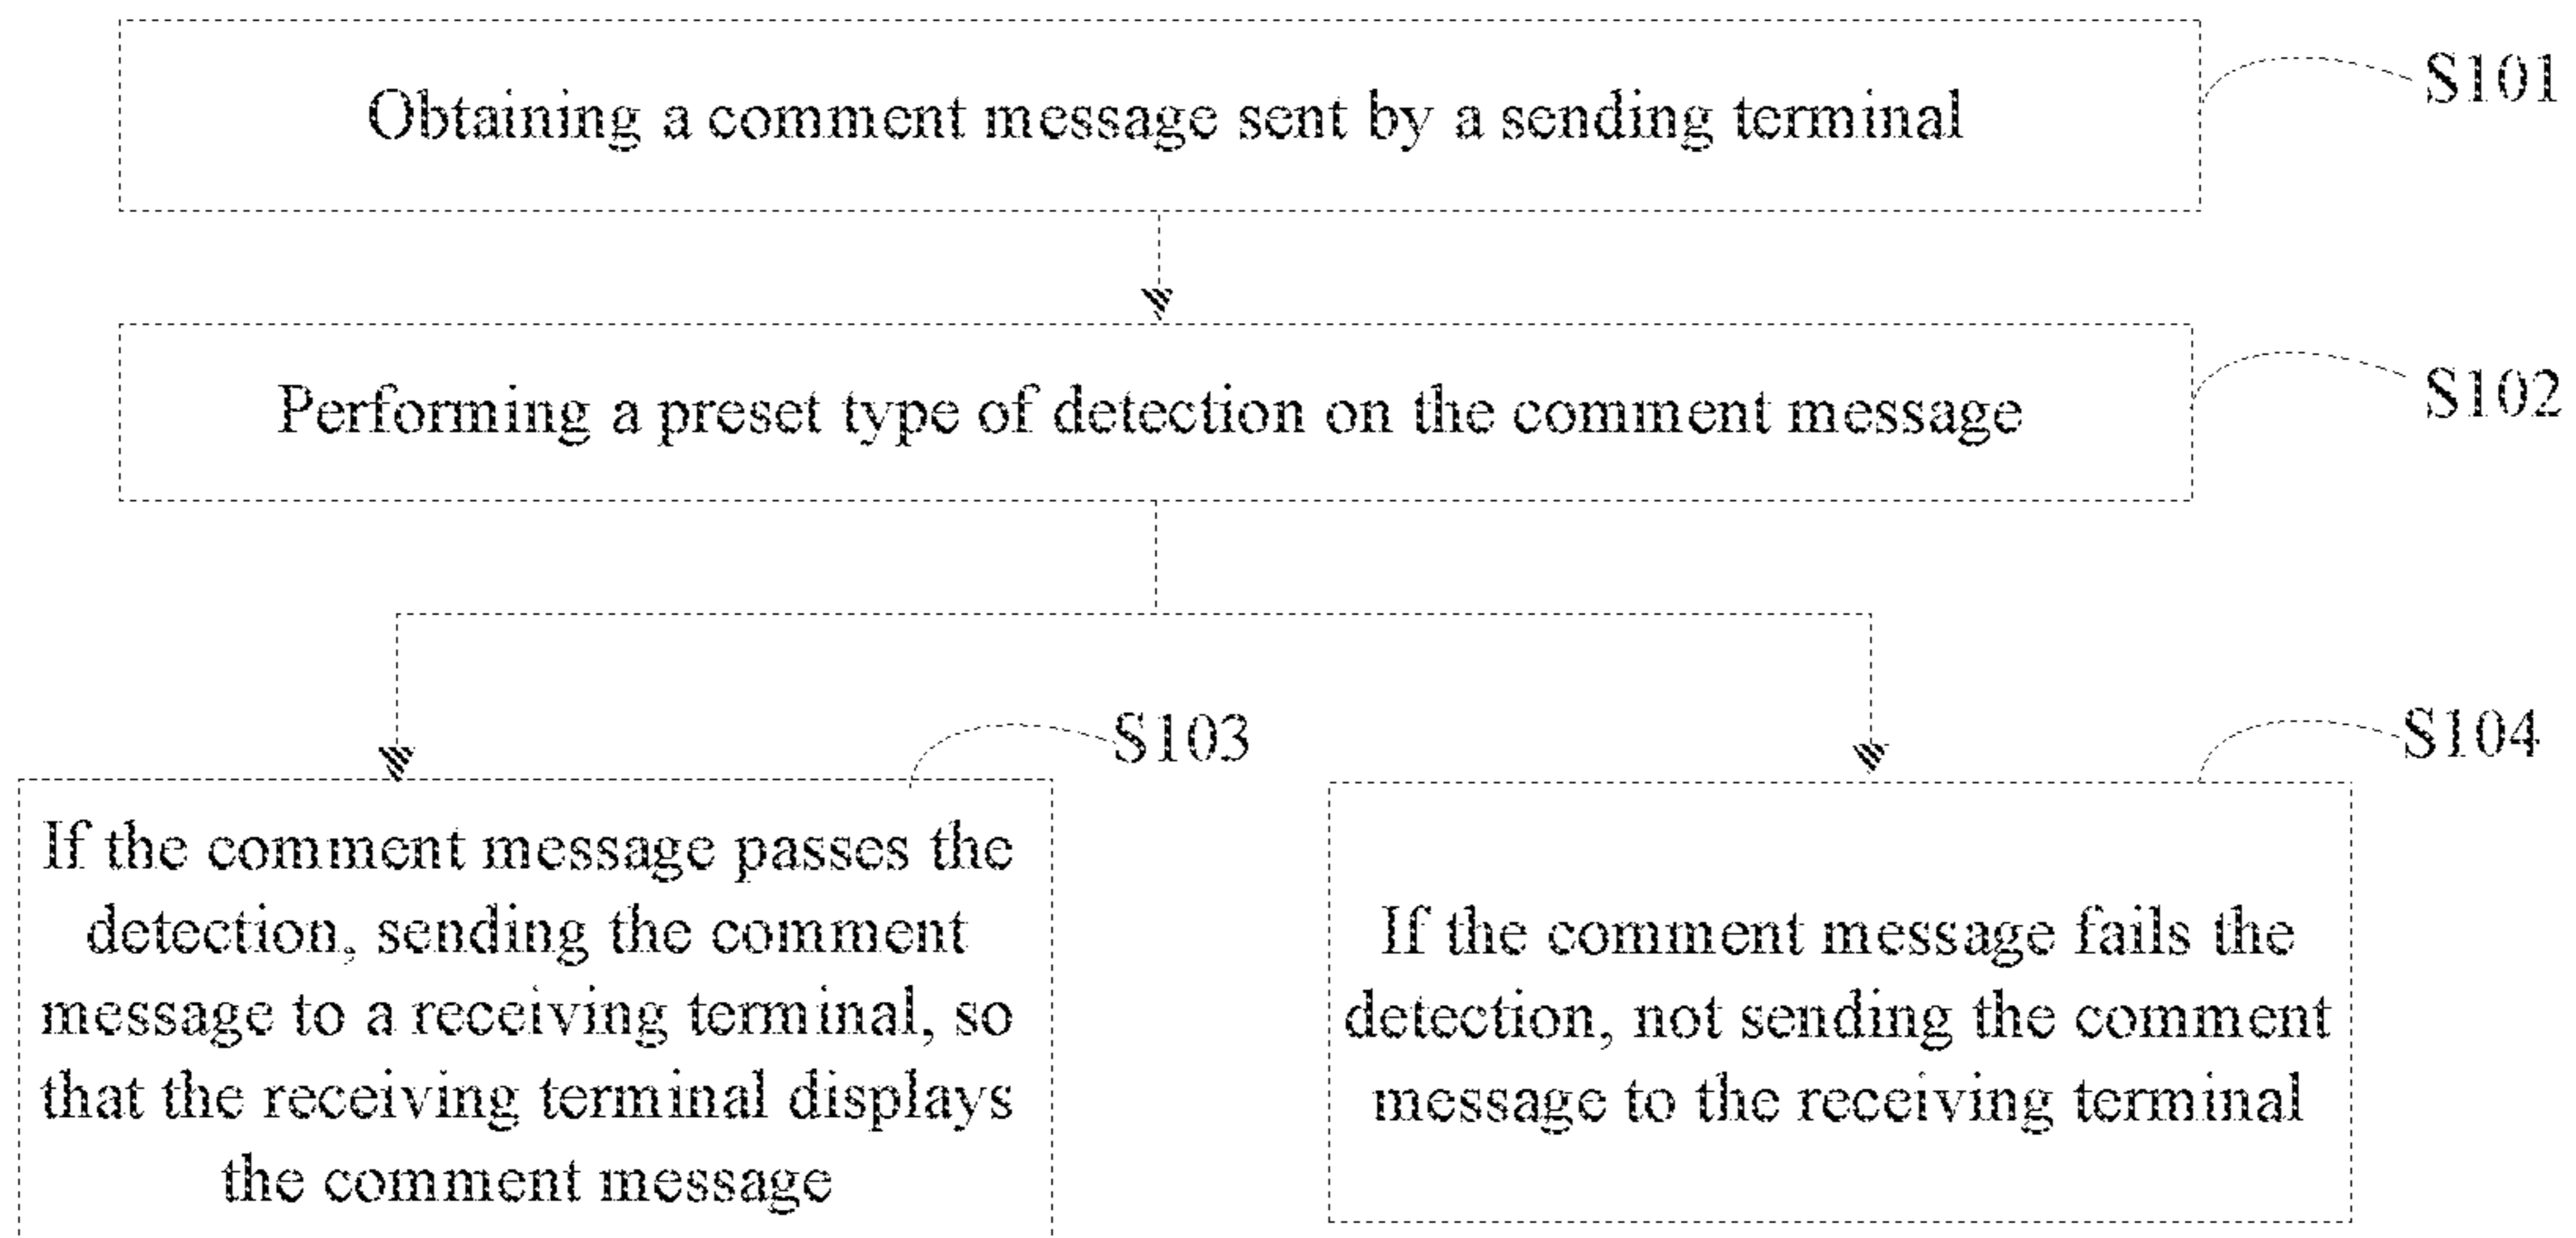 Obtaining a comment message sent by a sending terminal
S101
Performing a preset type of detection on the comment message
S102
S103
If the comment message passes the
detection, sending the comment
message to a receiving terminal, so
that the receiving terminal displays
the comment message
S104
If the comment message fails the
detection, not sending the comment
message to the receiving terminal